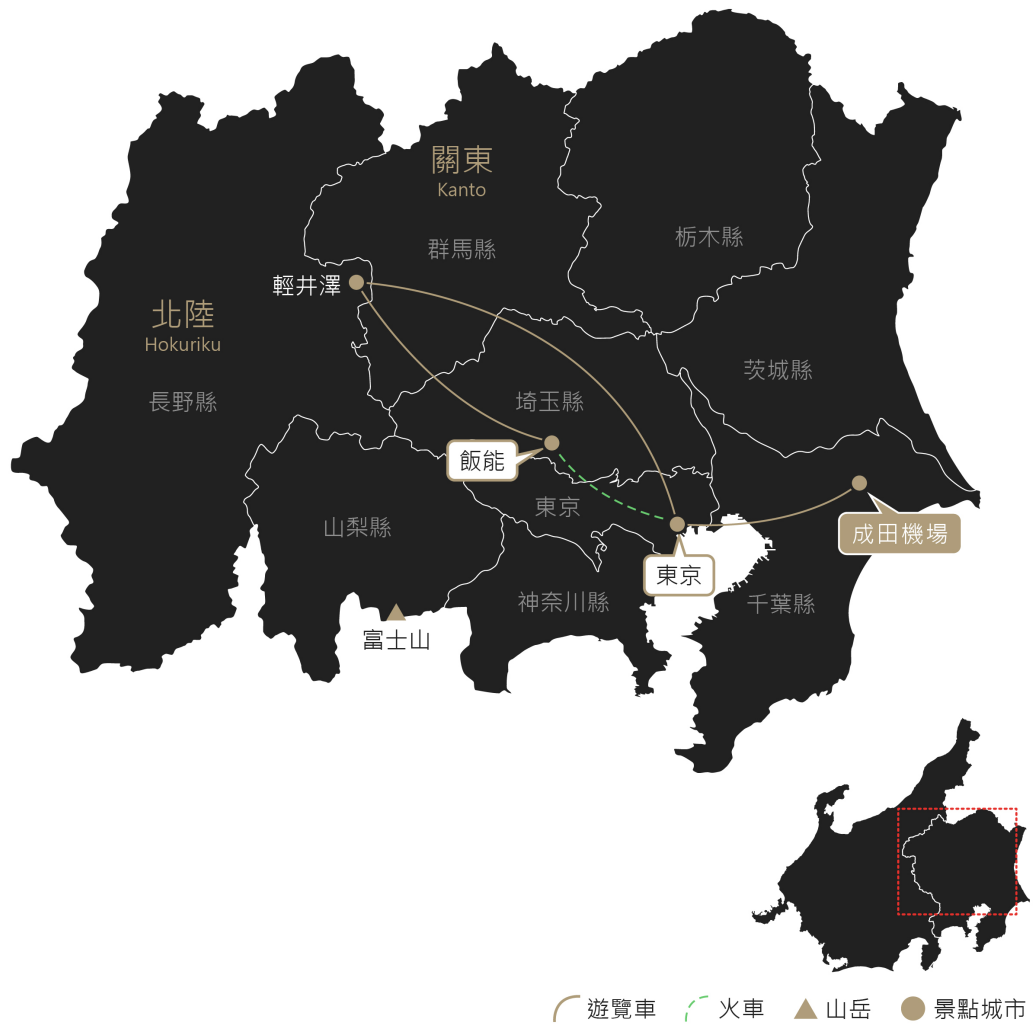 關東
Kanto
群馬縣
栃木縣
輕井澤
北陸
Hokuriku
長野縣
茨城縣
埼玉縣
飯能
東京
山梨縣
成田機場
東京
神奈川縣
千葉縣
富士山
遊覽車
火車
山岳
景點城市